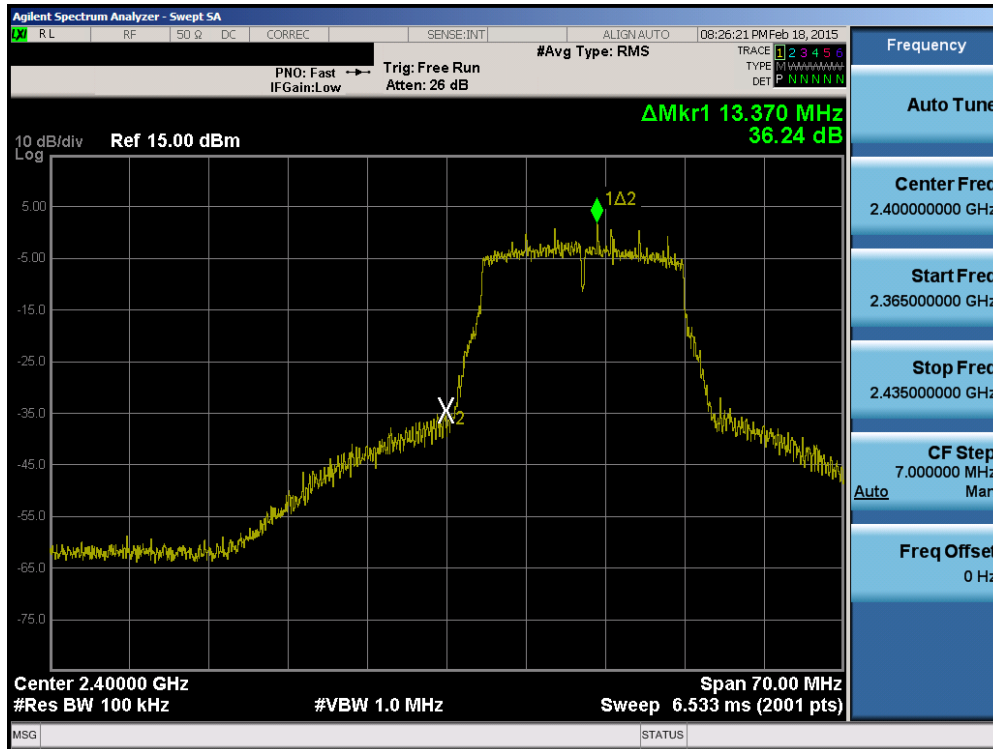 Agilent Spectrum Analyzer - Swept SA
LXI RL RF 50 Ω DC CORREC SENSE:INT ALIGN AUTO 08:26:21 PM Feb 18, 2015
#Avg Type: RMS
TRACE 1 2 3 4 5 6
PNO: Fast Trig: Free Run
TYPE M W W W W W
IFGain:Low Atten: 26 dB
DET P N N N N N
ΔMkr1 13.370 MHz
36.24 dB
10 dB/div Ref 15.00 dBm
Log
1Δ2
5.00
-5.00
-15.0
-25.0
-35.0
2
-45.0
-55.0
-65.0
-75.0
Center 2.40000 GHz Span 70.00 MHz
#Res BW 100 kHz #VBW 1.0 MHz Sweep 6.533 ms (2001 pts)
MSG STATUS
Frequency
Auto Tune
Center Freq
2.400000000 GHz
Start Freq
2.365000000 GHz
Stop Freq
2.435000000 GHz
CF Step
7.000000 MHz
Auto Man
Freq Offset
0 Hz